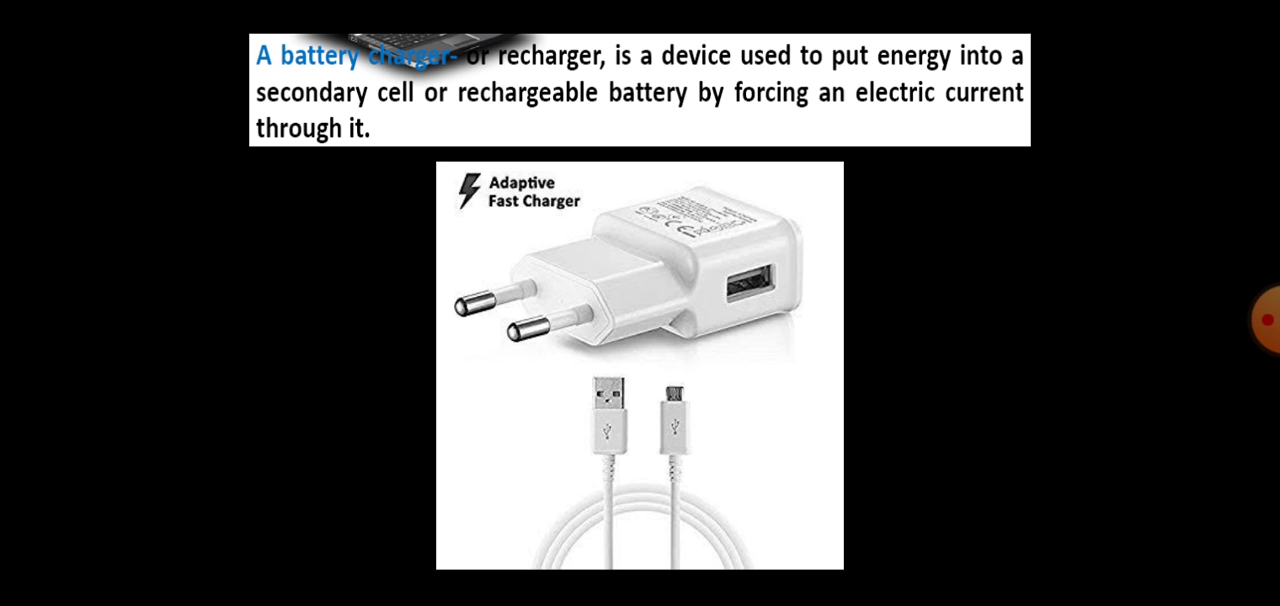 A battery charger- or recharger, is a device used to put energy into a
secondary cell or rechargeable battery by forcing an electric current
through it.
Adaptive
Fast Charger